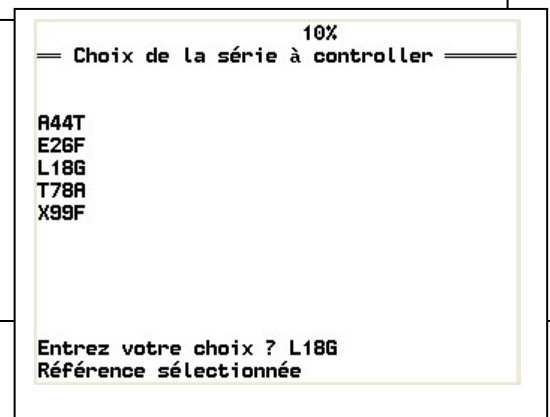 10%
Choix de la série à controller
A44T
E26F
L18G
T78A
X99F
Entrez votre choix ? L18G
Référence sélectionnée